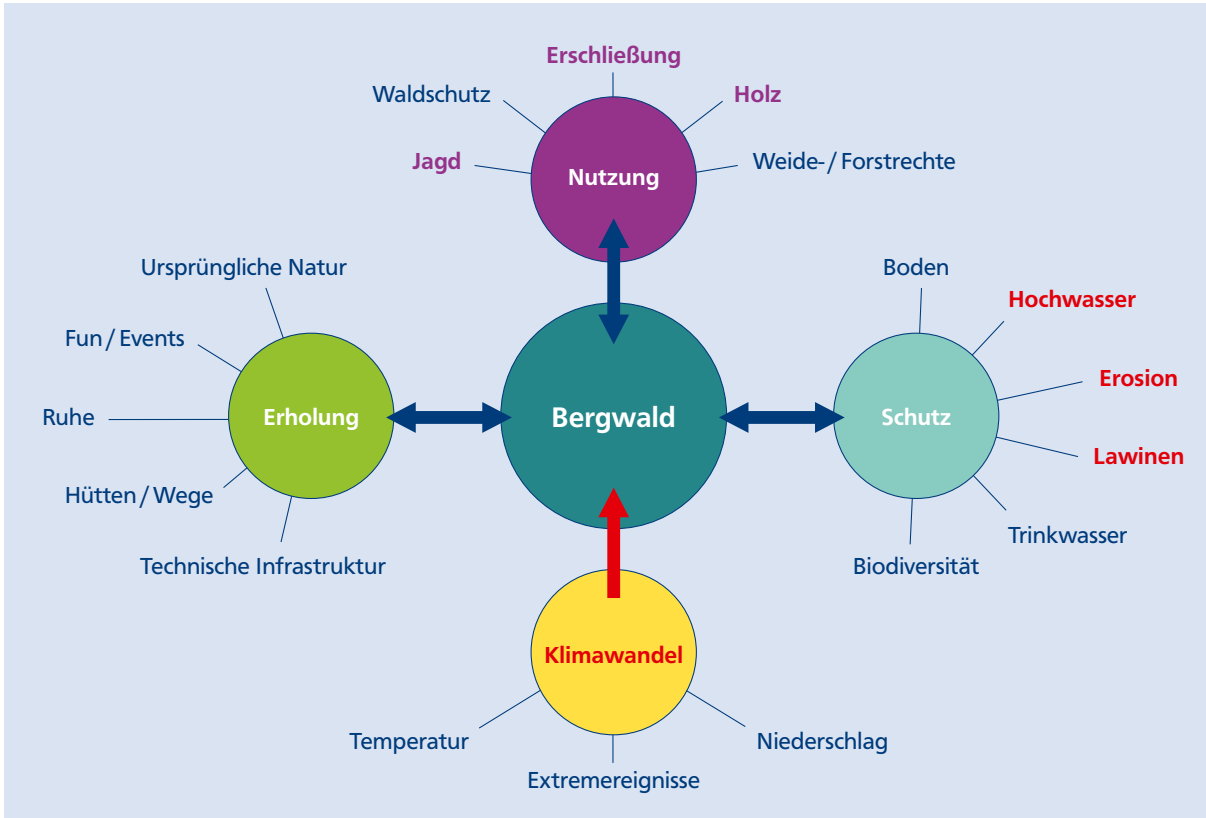 Erschließung
Waldschutz
Holz
Jagd
Nutzung
Weide- / Forstrechte
Ursprüngliche Natur
Boden
Hochwasser
Fun / Events
Erosion
Ruhe
Erholung
Bergwald
Schutz
Lawinen
Hütten / Wege
Trinkwasser
Technische Infrastruktur
Biodiversität
Klimawandel
Temperatur
Niederschlag
Extremereignisse